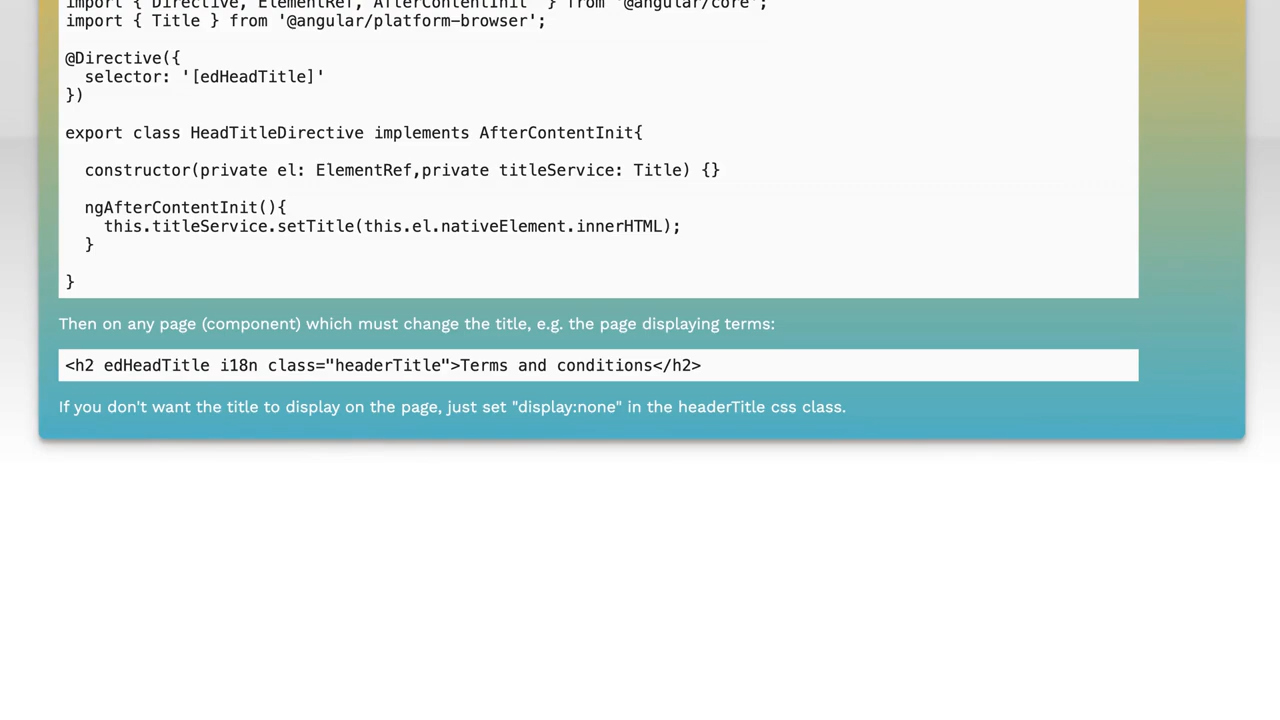 import { Directive, ElementRef, AfterContentInit  } from '@angular/core';
import { Title } from '@angular/platform-browser';
@Directive({
  selector: '[edHeadTitle]'
})
export class HeadTitleDirective implements AfterContentInit{
  constructor(private el: ElementRef,private titleService: Title) {}
  ngAfterContentInit(){
    this.titleService.setTitle(this.el.nativeElement.innerHTML);
  }
}
Then on any page (component) which must change the title, e.g. the page displaying terms:
<h2 edHeadTitle i18n class="headerTitle">Terms and conditions</h2>
If you don't want the title to display on the page, just set "display:none" in the headerTitle css class.